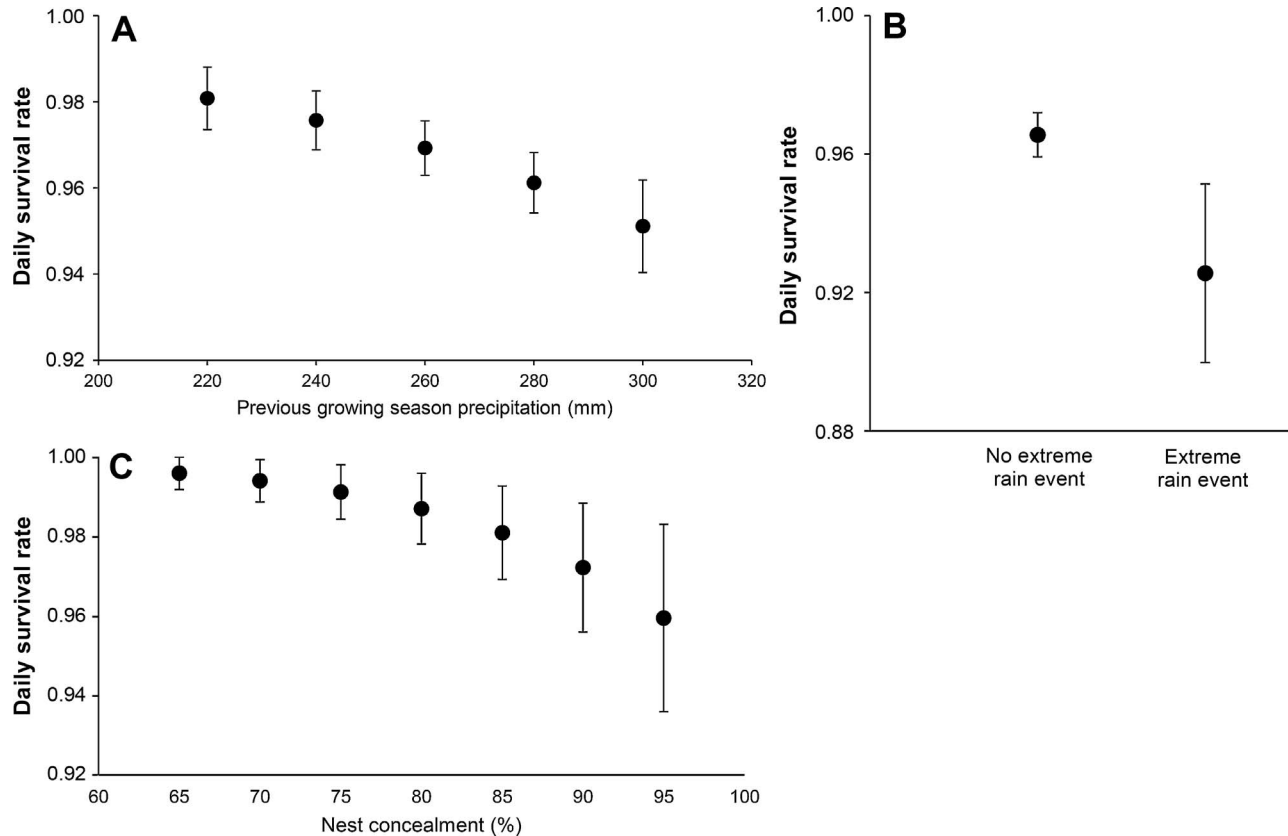 A
Daily survival rate
1.00
0.98
0.96
0.94
0.92
200 220 240 260 280 300 320
Previous growing season precipitation (mm)
B
Daily survival rate
1.00
0.96
0.92
0.88
No extreme
rain event
Extreme
rain event
C
Daily survival rate
1.00
0.98
0.96
0.94
0.92
60 65 70 75 80 85 90 95 100
Nest concealment (%)